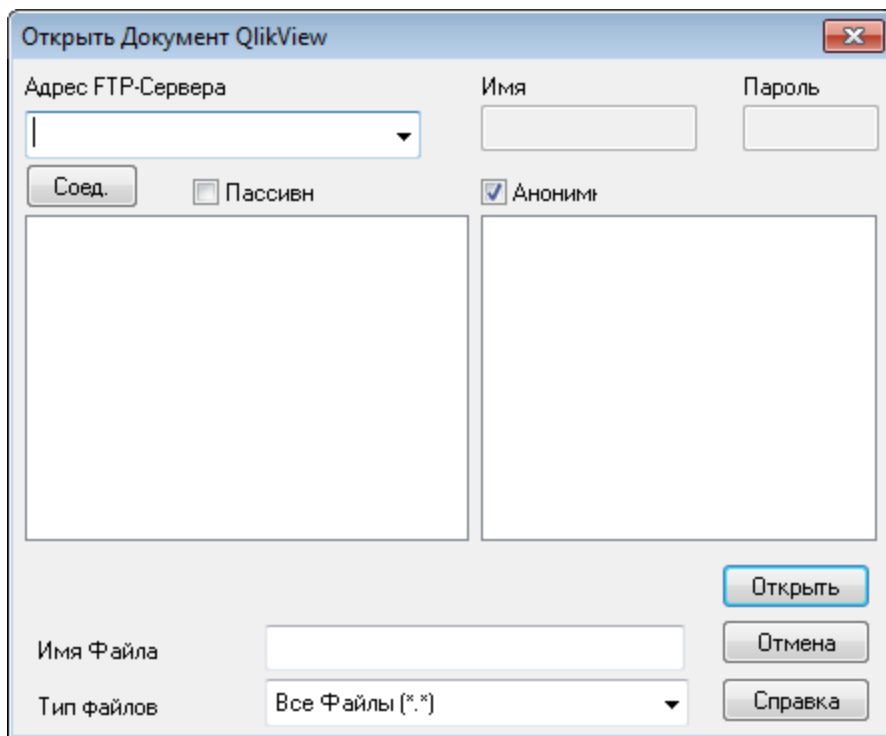 Открыть Документ QlikView
Адрес FTP-Сервера Имя Пароль
Соед. Пассивн Анонимн
Имя Файла
Тип файлов Все Файлы (*.*)
Открыть
Отмена
Справка